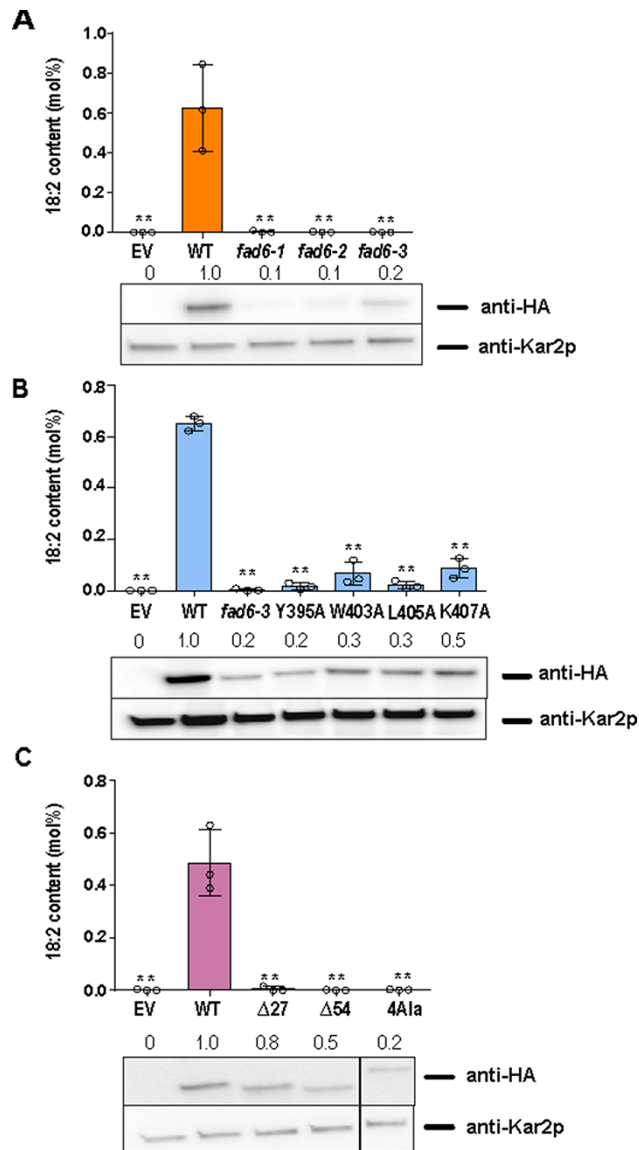 A
18:2 content (mol%)
1.0
0.8
0.6
0.4
0.2
0.0
** ** ** **
EV WT fad6-1 fad6-2 fad6-3
0 1.0 0.1 0.1 0.2
anti-HA
anti-Kar2p
B
18:2 content (mol%)
0.8
0.6
0.4
0.2
0.0
** ** ** ** ** **
EV WT fad6-3 Y395A W403A L405A K407A
0 1.0 0.2 0.2 0.3 0.3 0.5
anti-HA
anti-Kar2p
C
18:2 content (mol%)
0.8
0.6
0.4
0.2
0.0
** ** ** **
EV WT Δ27 Δ54 4Ala
0 1.0 0.8 0.5 0.2
anti-HA
anti-Kar2p